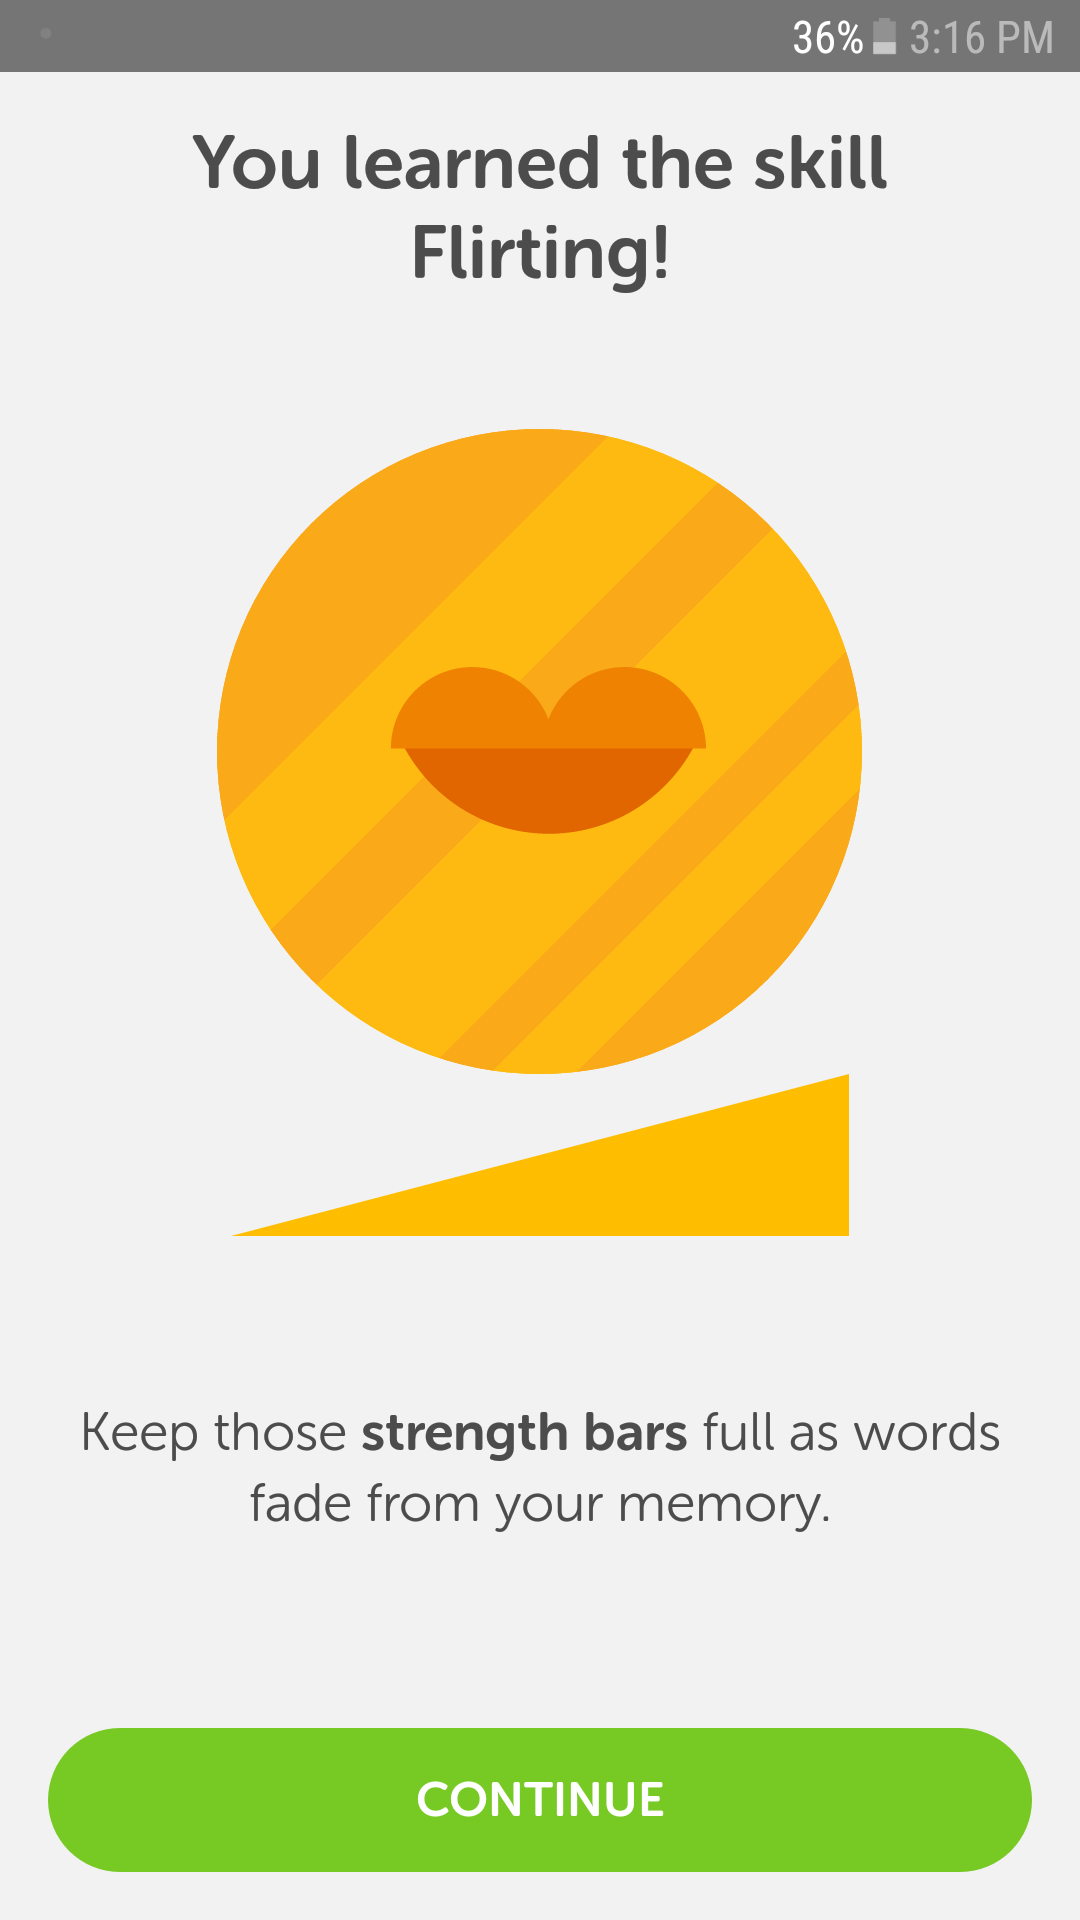 36% 3:16 PM
You learned the skill
Flirting!
Keep those strength bars full as words
fade from your memory.
CONTINUE